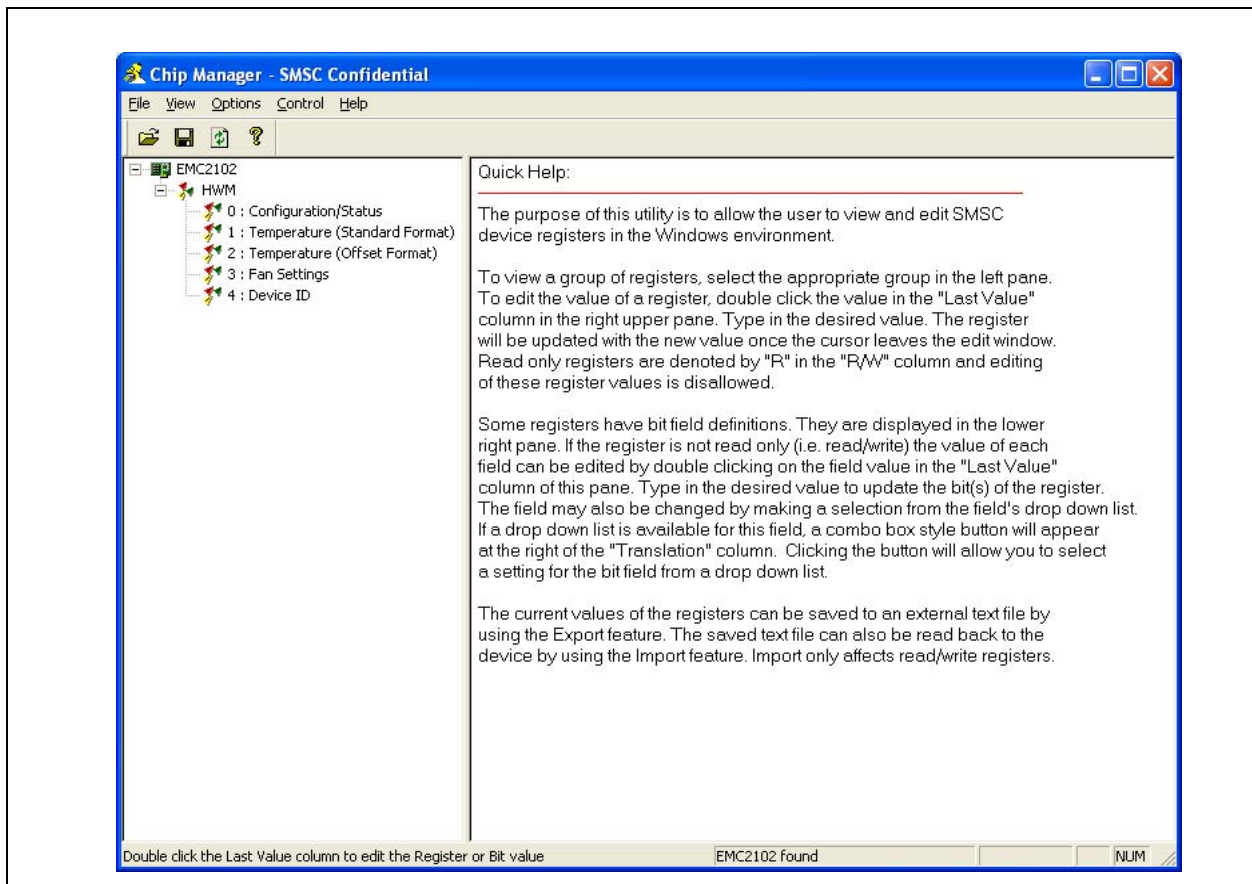 Chip Manager - SMSC Confidential
File View Options Control Help
EMC2102
HWM
0 : Configuration/Status
1 : Temperature (Standard Format)
2 : Temperature (Offset Format)
3 : Fan Settings
4 : Device ID
Quick Help:
The purpose of this utility is to allow the user to view and edit SMSC
device registers in the Windows environment.
To view a group of registers, select the appropriate group in the left pane.
To edit the value of a register, double click the value in the "Last Value"
column in the right upper pane. Type in the desired value. The register
will be updated with the new value once the cursor leaves the edit window.
Read only registers are denoted by "R" in the "R/W" column and editing
of these register values is disallowed.
Some registers have bit field definitions. They are displayed in the lower
right pane. If the register is not read only (i.e. read/write) the value of each
field can be edited by double clicking on the field value in the "Last Value"
column of this pane. Type in the desired value to update the bit(s) of the register.
The field may also be changed by making a selection from the field's drop down list.
If a drop down list is available for this field, a combo box style button will appear
at the right of the "Translation" column.  Clicking the button will allow you to select
a setting for the bit field from a drop down list.
The current values of the registers can be saved to an external text file by
using the Export feature. The saved text file can also be read back to the
device by using the Import feature. Import only affects read/write registers.
Double click the Last Value column to edit the Register or Bit value
EMC2102 found
NUM